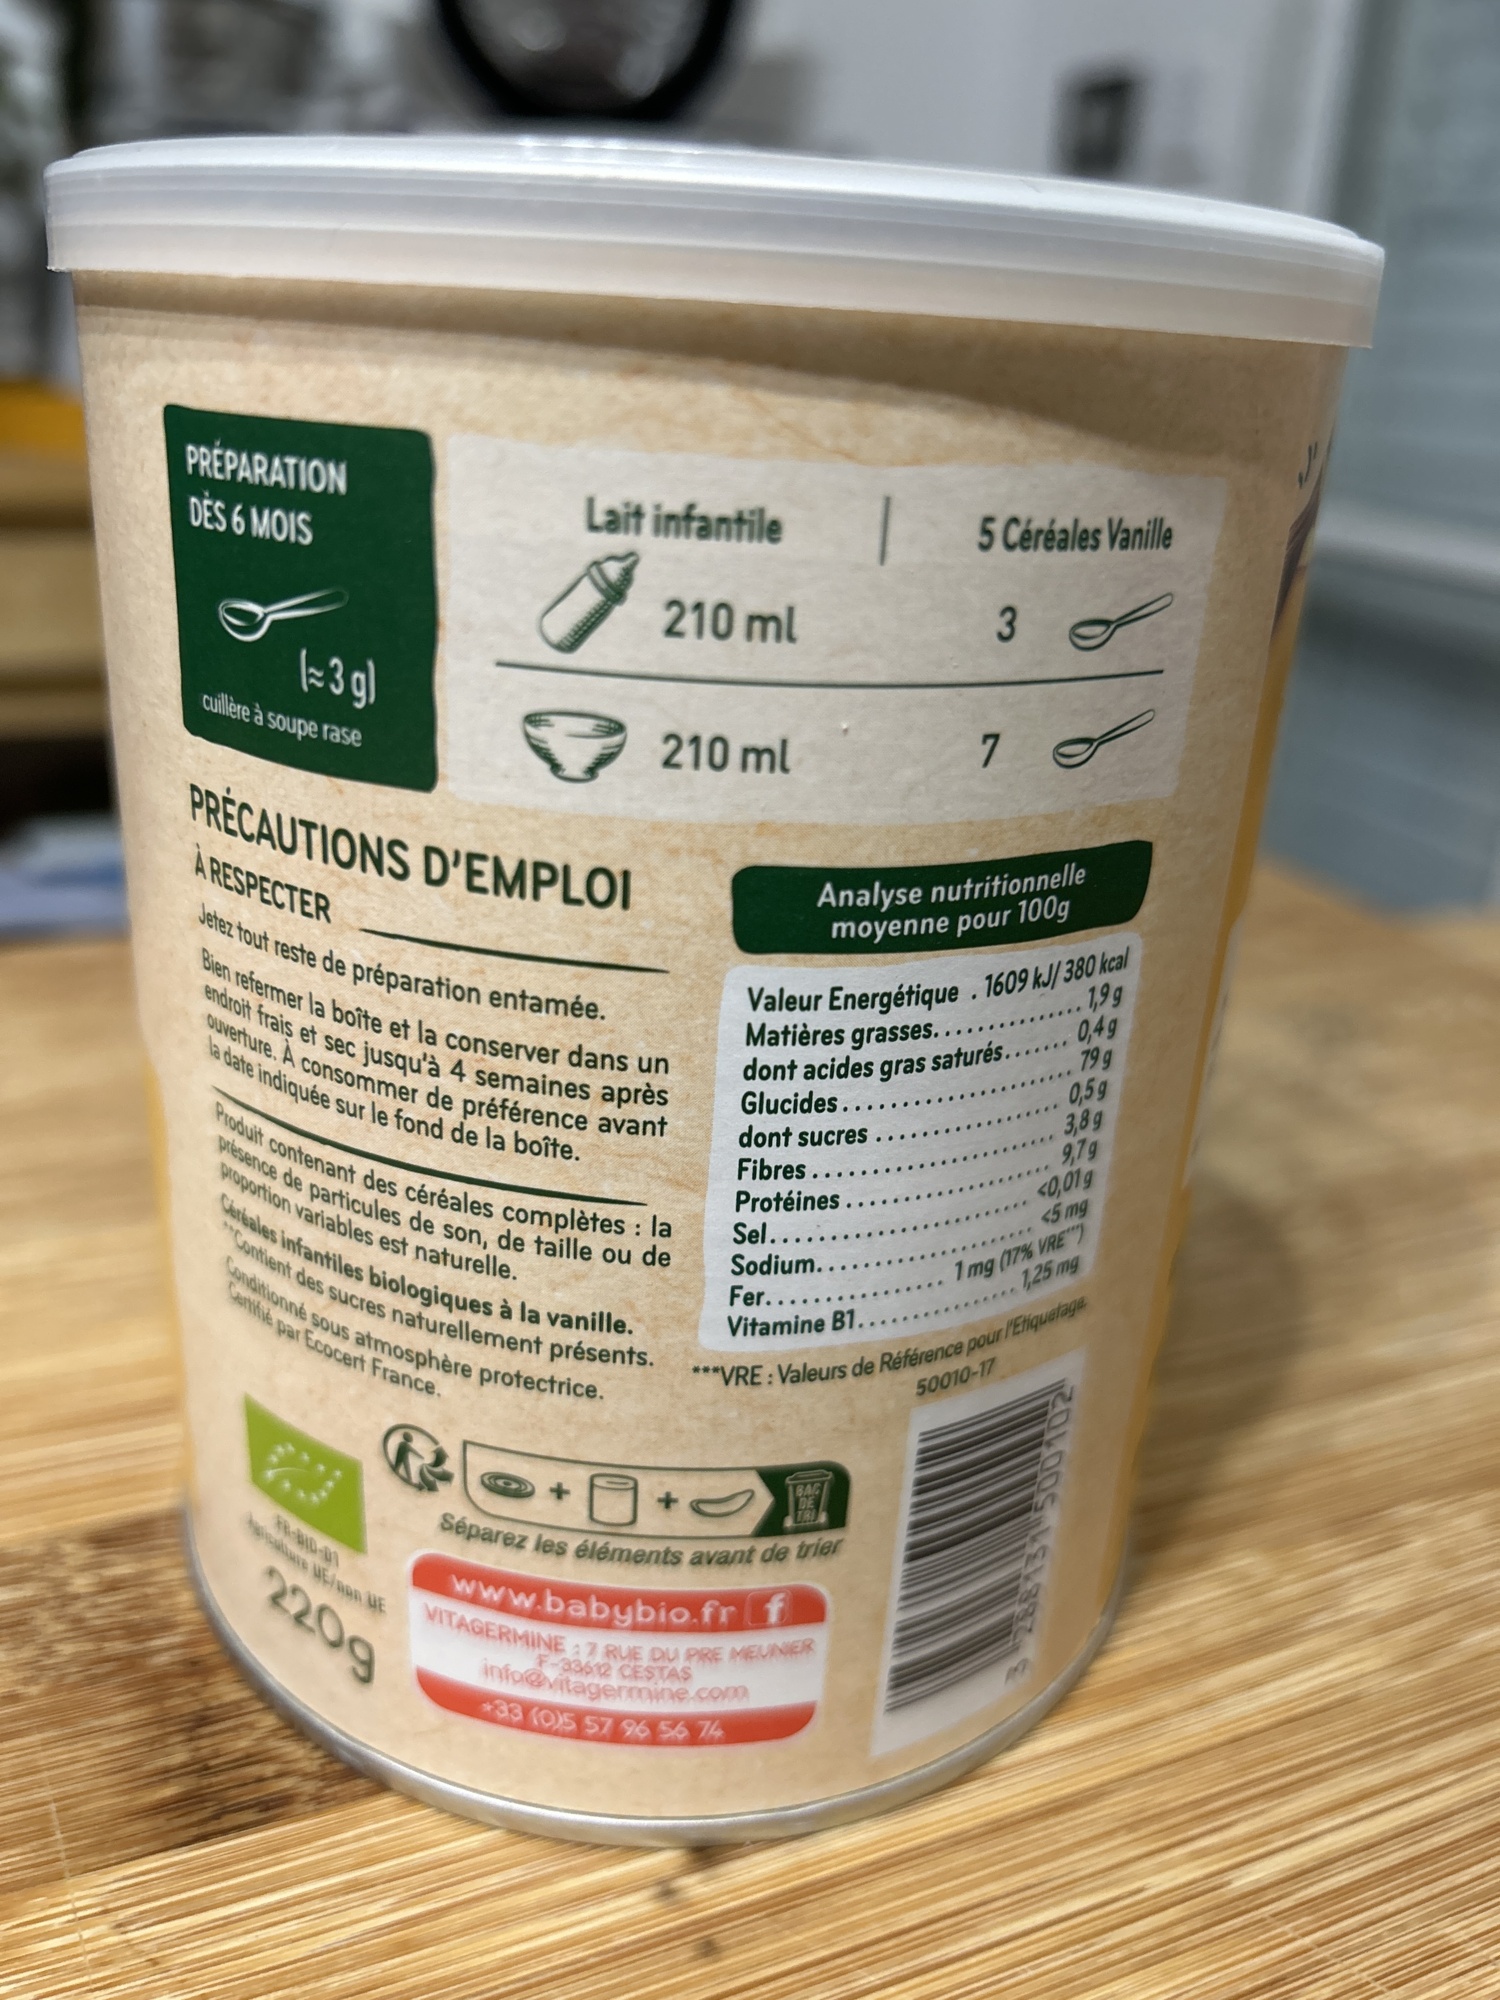 PRÉPARATION
DÈS 6 MOIS
(≈3 g)
cuillère à soupe rase
Lait infantile | 5 Céréales Vanille
210 ml 3
210 ml 7
PRÉCAUTIONS D'EMPLOI
À RESPECTER
Jetez tout reste de préparation entamée.
Bien refermer la boîte et la conserver dans un
endroit frais et sec jusqu'à 4 semaines après
ouverture. À consommer de préférence avant
la date indiquée sur le fond de la boîte.
Produit contenant des céréales complètes : la
présence de particules de son, de taille ou de
proportion variables est naturelle.
Céréales infantiles biologiques à la vanille.
**Contient des sucres naturellement présents.
Conditionné sous atmosphère protectrice.
Certifié par Ecocert France.
Analyse nutritionnelle
moyenne pour 100g
Valeur Energétique . 1609 kJ/ 380 kcal
Matières grasses............... 1,9 g
dont acides gras saturés....... 0,4 g
Glucides................... 79 g
dont sucres ................ 0,5 g
Fibres ..................... 3,8 g
Protéines .................. 9,7 g
Sel.................... <0,01 g
Sodium................... <5 mg
Fer................ 1 mg (17% VRE***)
Vitamine B1............. 1,25 mg
***VRE : Valeurs de Référence pour l'Etiquetage.
50010-17
FR-BIO-01
Agriculture UE/non UE
220g
BAC
DE
TRI
Séparez les éléments avant de trier
www.babybio.fr f
VITAGERMINE : 7 RUE DU PRE MEUNIER
F-33612 CESTAS
info@vitagermine.com
+33 (0)5 57 96 56 74
3 288131 500102